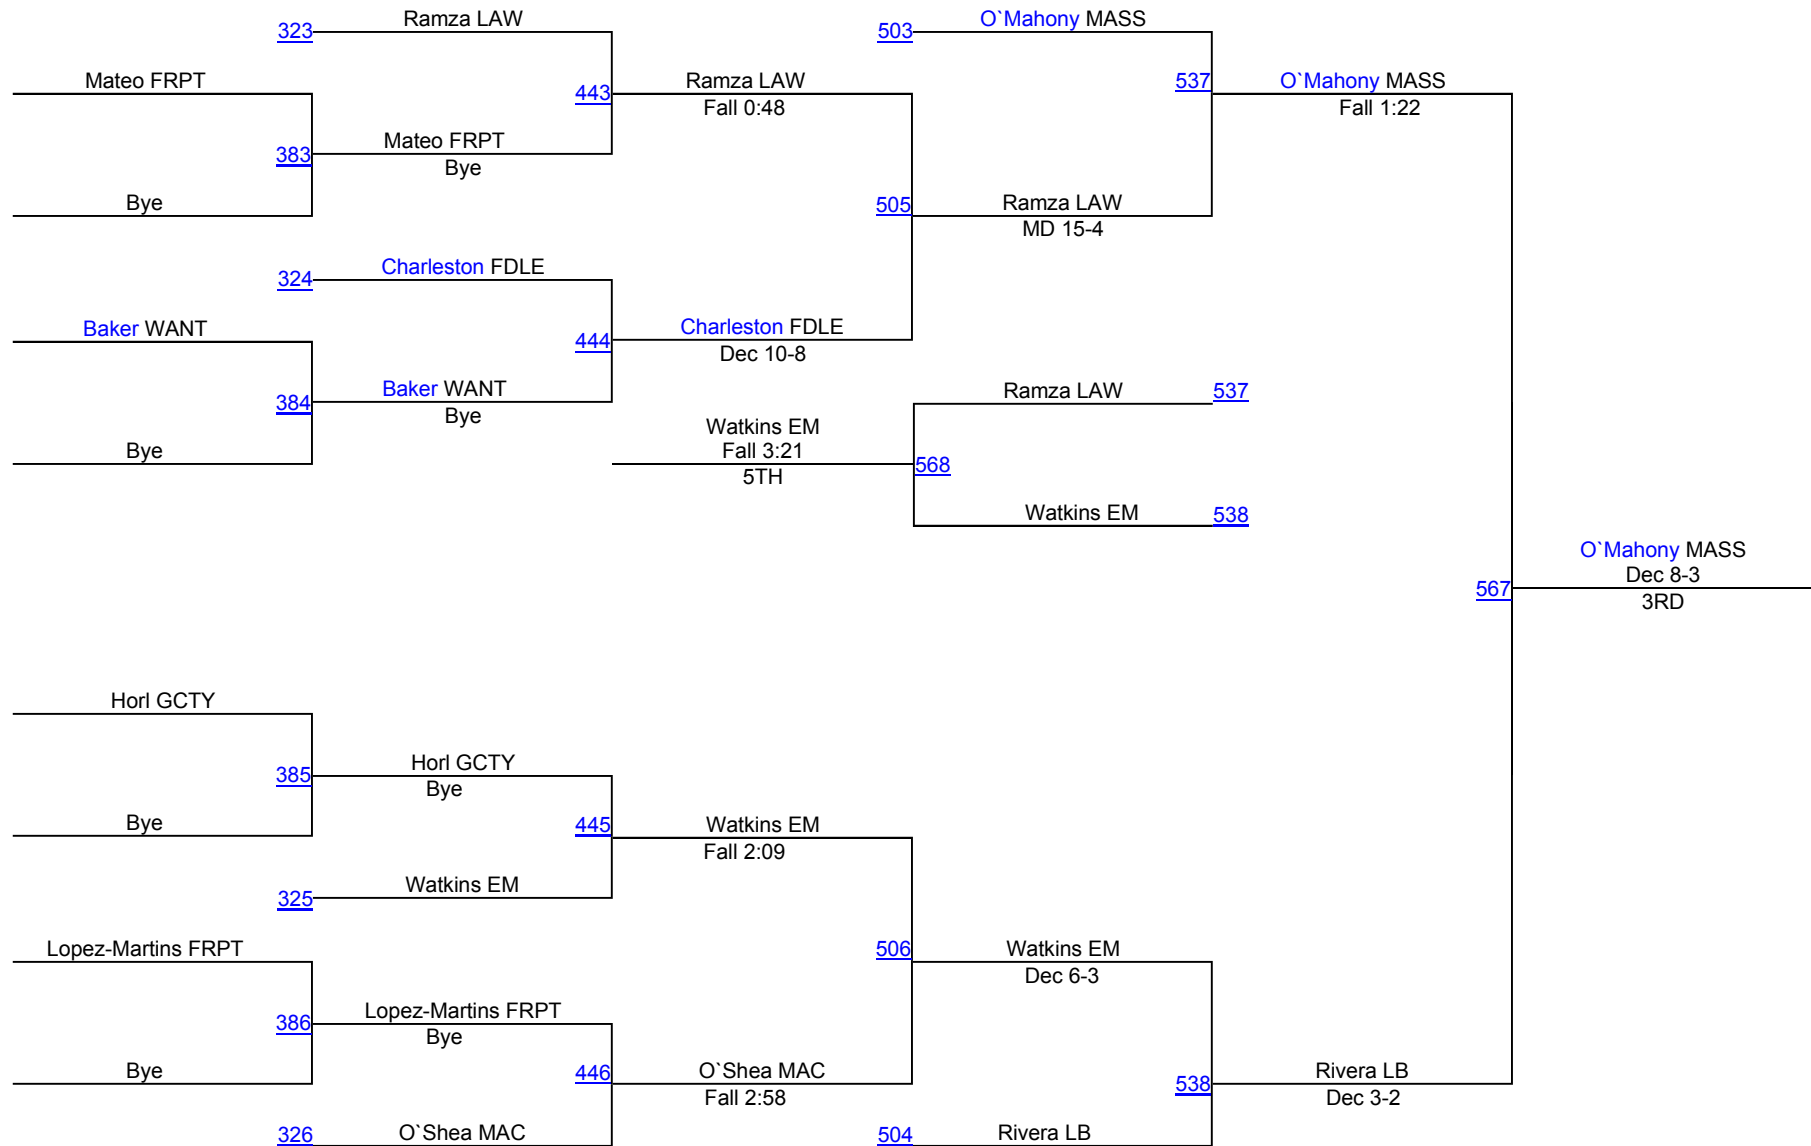 Ramza LAW
O`Mahony MASS
323
503
Mateo FRPT
Ramza LAW
537
O`Mahony MASS
443
Fall 0:48
Fall 1:22
Mateo FRPT
383
Bye
Bye
505
Ramza LAW
MD 15-4
Charleston FDLE
324
Baker WANT
Charleston FDLE
444
Dec 10-8
Baker WANT
Ramza LAW
537
384
Bye
Watkins EM
Bye
Fall 3:21
568
5TH
Watkins EM
538
O`Mahony MASS
Dec 8-3
567
3RD
Horl GCTY
Horl GCTY
385
Bye
Bye
445
Watkins EM
Fall 2:09
Watkins EM
325
Lopez-Martins FRPT
506
Watkins EM
Dec 6-3
Lopez-Martins FRPT
386
Bye
Bye
446
O`Shea MAC
538
Rivera LB
Fall 2:58
Dec 3-2
326
O`Shea MAC
504
Rivera LB